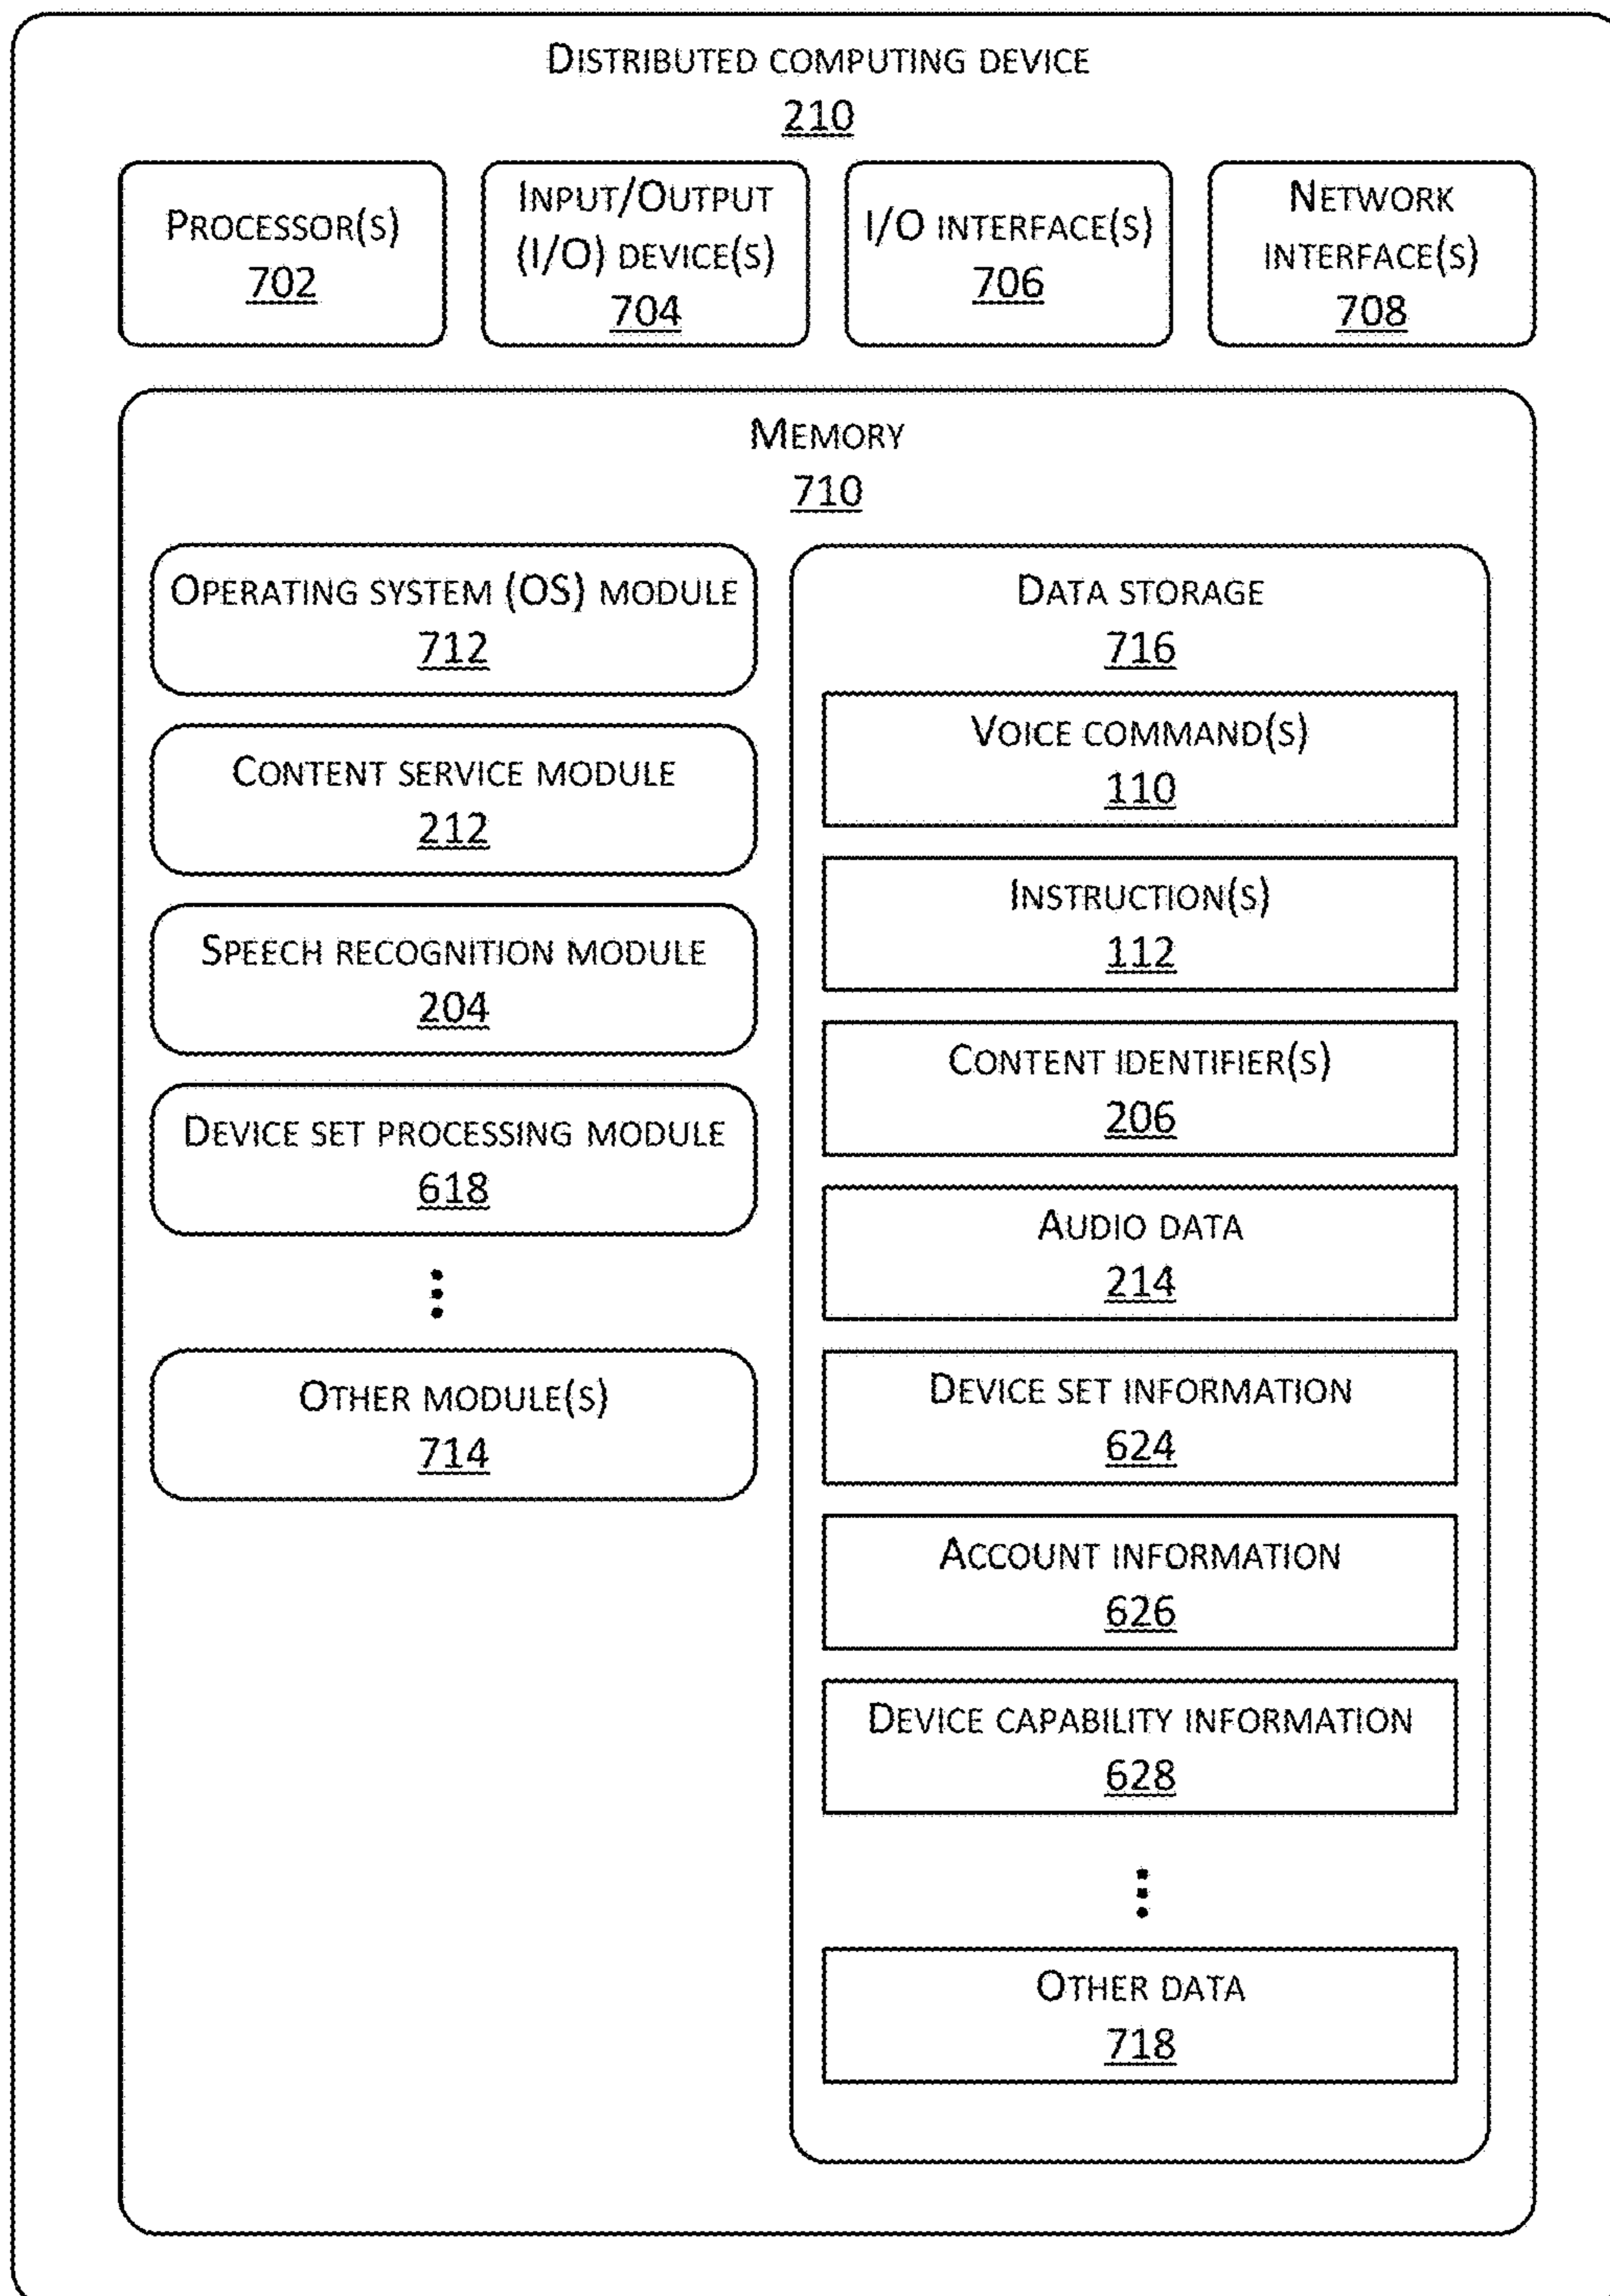 DISTRIBUTED COMPUTING DEVICE
210
PROCESSOR(S)
702
INPUT/OUTPUT
(I/O) DEVICE(S)
704
I/O INTERFACE(S)
706
NETWORK
INTERFACE(S)
708
MEMORY
710
OPERATING SYSTEM (OS) MODULE
712
CONTENT SERVICE MODULE
212
SPEECH RECOGNITION MODULE
204
DEVICE SET PROCESSING MODULE
618
OTHER MODULE(S)
714
DATA STORAGE
716
VOICE COMMAND(S)
110
INSTRUCTION(S)
112
CONTENT IDENTIFIER(S)
206
AUDIO DATA
214
DEVICE SET INFORMATION
624
ACCOUNT INFORMATION
626
DEVICE CAPABILITY INFORMATION
628
OTHER DATA
718